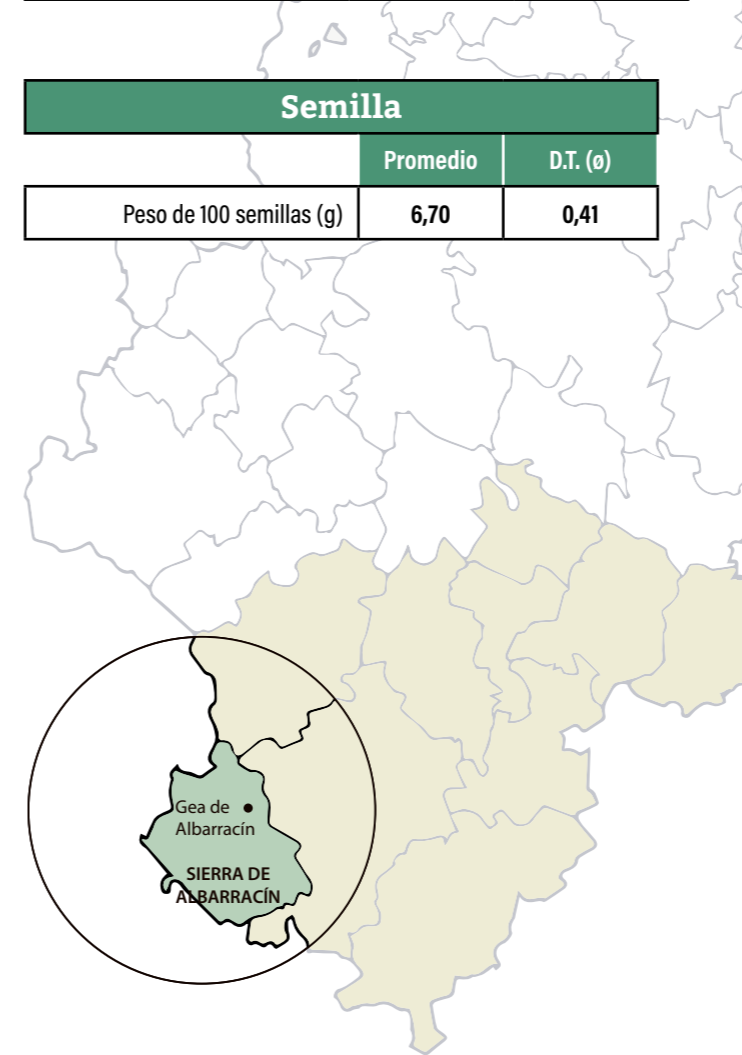 Semilla
Promedio D.T. (ø)
Peso de 100 semillas (g) 6,70 0,41
Gea de
Albarracín
SIERRA DE
ALBARRACÍN